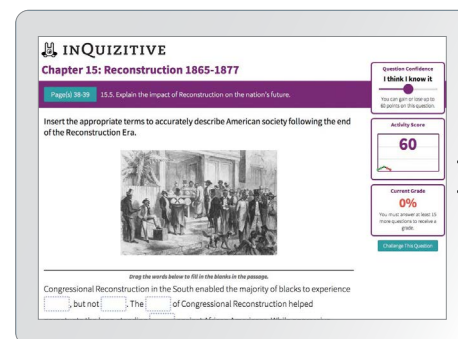 INQUIZITIVE
Chapter 15: Reconstruction 1865-1877
Page(s) 38-39 15.5. Explain the impact of Reconstruction on the nation's future.
Insert the appropriate terms to accurately describe American society following the end
of the Reconstruction Era.
Drag the words below to fill in the blanks in the passage.
Congressional Reconstruction in the South enabled the majority of blacks to experience
, but not . The of Congressional Reconstruction helped
Question Confidence
I think I know it
You can gain or lose up to
60 points on this question.
Activity Score
60
Current Grade
0%
You must answer at least 15
more questions to receive a
grade.
Challenge This Question